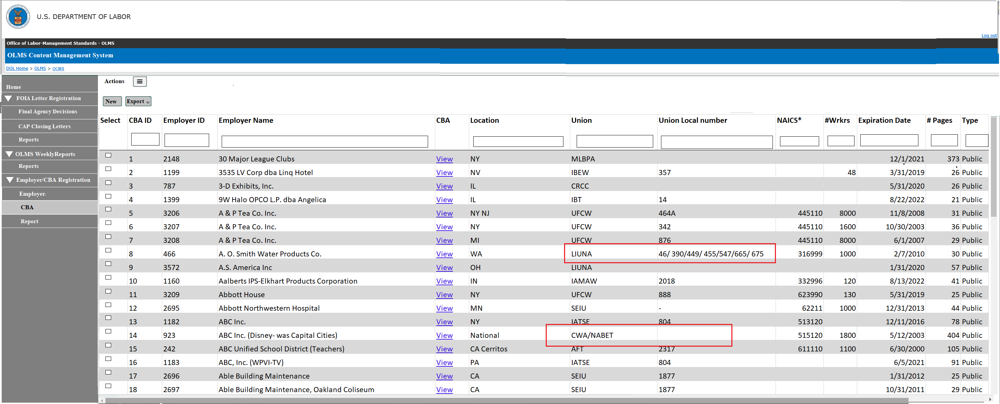 U.S. DEPARTMENT OF LABOR
Log out
Office of Labor-Management Standards - OLMS
OLMS Content Management System
DOL Home > OLMS > OCMS
Home
FOIA Letter Registration
Final Agency Decisions
CAP Closing Letters
Reports
OLMS WeeklyReports
Reports
Employer/CBA Registration
Employer
CBA
Report
Actions
New Export
Select CBA ID Employer ID Employer Name CBA Location Union Union Local number NAICS* #Wrkrs Expiration Date # Pages Type
1 2148 30 Major League Clubs View NY MLBPA 12/1/2021 373 Public
2 1199 3535 LV Corp dba Linq Hotel View NV IBEW 357 48 3/31/2019 26 Public
3 787 3-D Exhibits, Inc. View IL CRCC 5/31/2020 26 Public
4 1399 9W Halo OPCO L.P. dba Angelica View IL IBT 14 8/22/2022 21 Public
5 3206 A & P Tea Co. Inc. View NY NJ UFCW 464A 445110 8000 11/8/2008 31 Public
6 3207 A & P Tea Co. Inc. View NY UFCW 342 445110 1600 10/30/2003 36 Public
7 3208 A & P Tea Co. Inc. View MI UFCW 876 445110 8000 6/1/2007 29 Public
8 466 A. O. Smith Water Products Co. View WA LIUNA 46/ 390/449/ 455/547/665/ 675 316999 1000 2/7/2010 30 Public
9 3572 A.S. America Inc View OH LIUNA 1/31/2020 57 Public
10 1160 Aalberts IPS-Elkhart Products Corporation View IN IAMAW 2018 332996 120 8/13/2022 41 Public
11 3209 Abbott House View NY UFCW 888 623990 130 5/31/2019 25 Public
12 2695 Abbott Northwestern Hospital View MN SEIU - 62211 1000 12/31/2013 44 Public
13 1182 ABC Inc. View NY IATSE 804 513120 12/11/2016 78 Public
14 923 ABC Inc. (Disney- was Capital Cities) View National CWA/NABET 515120 1800 5/12/2003 404 Public
15 242 ABC Unified School District (Teachers) View CA Cerritos AFT 2317 611110 1100 6/30/2000 105 Public
16 1183 ABC, Inc. (WPVI-TV) View PA IATSE 804 6/5/2021 91 Public
17 2696 Able Building Maintenance View CA SEIU 1877 1/31/2012 25 Public
18 2697 Able Building Maintenance, Oakland Coliseum View CA SEIU 1877 10/31/2011 29 Public